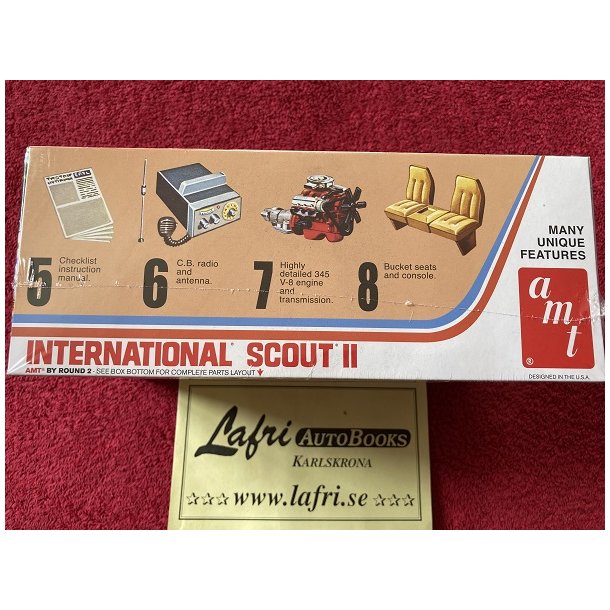 5 Checklist
instruction
manual.
6 C.B. radio
and
antenna.
7 Highly
detailed 345
V-8 engine
and
transmission.
8 Bucket seats
and console.
MANY
UNIQUE
FEATURES
amt
®
DESIGNED IN THE U.S.A.
INTERNATIONAL® SCOUT® II
AMT® BY ROUND 2 - SEE BOX BOTTOM FOR COMPLETE PARTS LAYOUT
Lafri AUTOBOOKS
KARLSKRONA
☆☆☆ www.lafri.se ☆☆☆